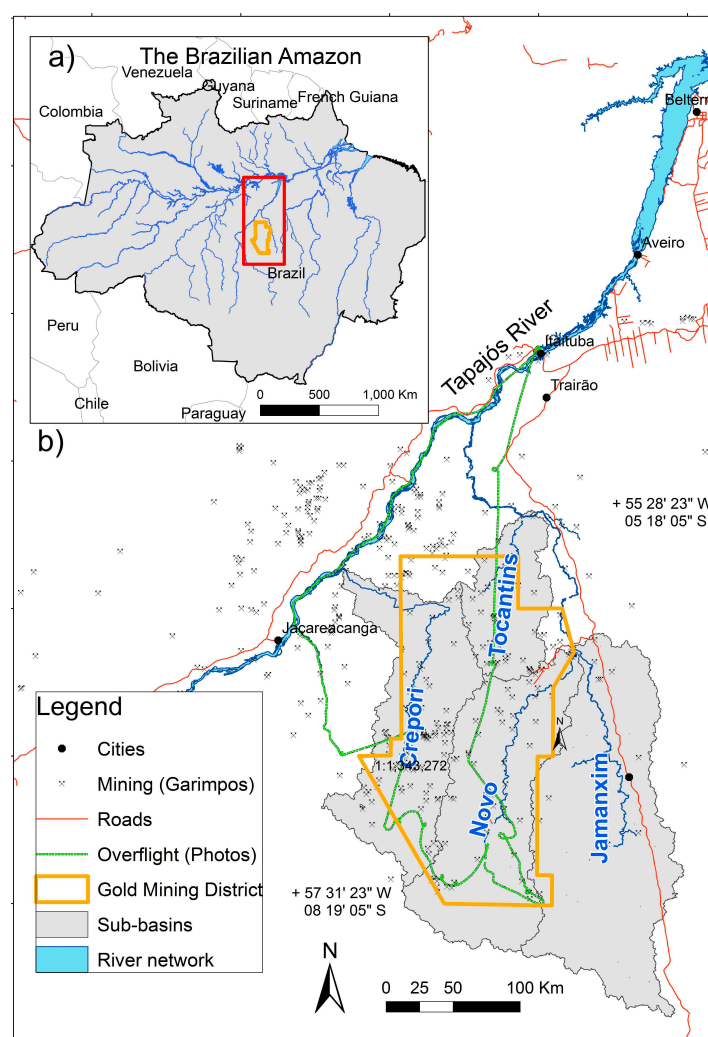 a)
The Brazilian Amazon
Venezuela
Guyana
Suriname
French Guiana
Colombia
Brazil
Peru
Bolivia
Chile
Paraguay
0 500 1,000 Km
b)
Belterr
Aveiro
Tapajós River
Itaituba
Trairão
+ 55 28' 23" W
05 18' 05" S
Tocantins
Jacareacanga
Crepori
N
1:1,343,272
Novo
Jamanxim
Legend
Cities
Mining (Garimpos)
Roads
Overflight (Photos)
Gold Mining District
Sub-basins
River network
+ 57 31' 23" W
08 19' 05" S
N
0 25 50 100 Km